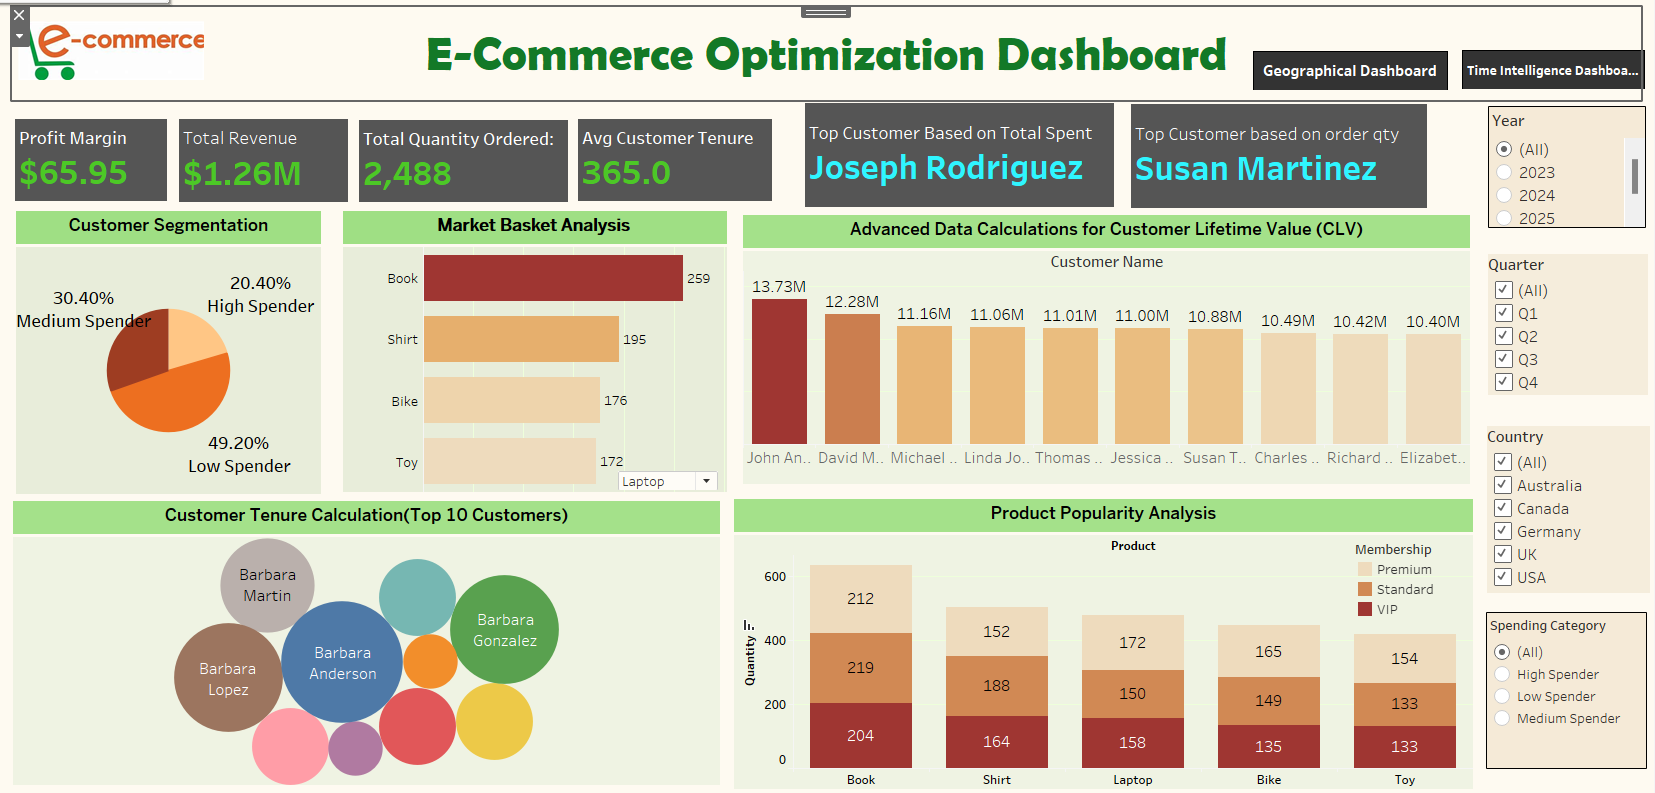 e-commerce
E-Commerce Optimization Dashboard
Geographical Dashboard
Time Intelligence Dashboa...
Profit Margin
$65.95
Total Revenue
$1.26M
Total Quantity Ordered:
2,488
Avg Customer Tenure
365.0
Top Customer Based on Total Spent
Joseph Rodriguez
Top Customer based on order qty
Susan Martinez
Year
(All)
2023
2024
2025
Customer Segmentation
20.40%
High Spender
30.40%
Medium Spender
49.20%
Low Spender
Market Basket Analysis
Book 259
Shirt 195
Bike 176
Toy 172
Laptop
Advanced Data Calculations for Customer Lifetime Value (CLV)
Customer Name
13.73M 12.28M 11.16M 11.06M 11.01M 11.00M 10.88M 10.49M 10.42M 10.40M
John An.. David M.. Michael .. Linda Jo.. Thomas .. Jessica .. Susan T.. Charles .. Richard .. Elizabet..
Quarter
(All)
Q1
Q2
Q3
Q4
Country
(All)
Australia
Canada
Germany
UK
USA
Customer Tenure Calculation(Top 10 Customers)
Barbara
Martin
Barbara
Gonzalez
Barbara
Anderson
Barbara
Lopez
Product Popularity Analysis
Product
Membership
Premium
Standard
VIP
Quantity
600
400
200
0
212 152 172 165 154
219 188 150 149 133
204 164 158 135 133
Book Shirt Laptop Bike Toy
Spending Category
(All)
High Spender
Low Spender
Medium Spender